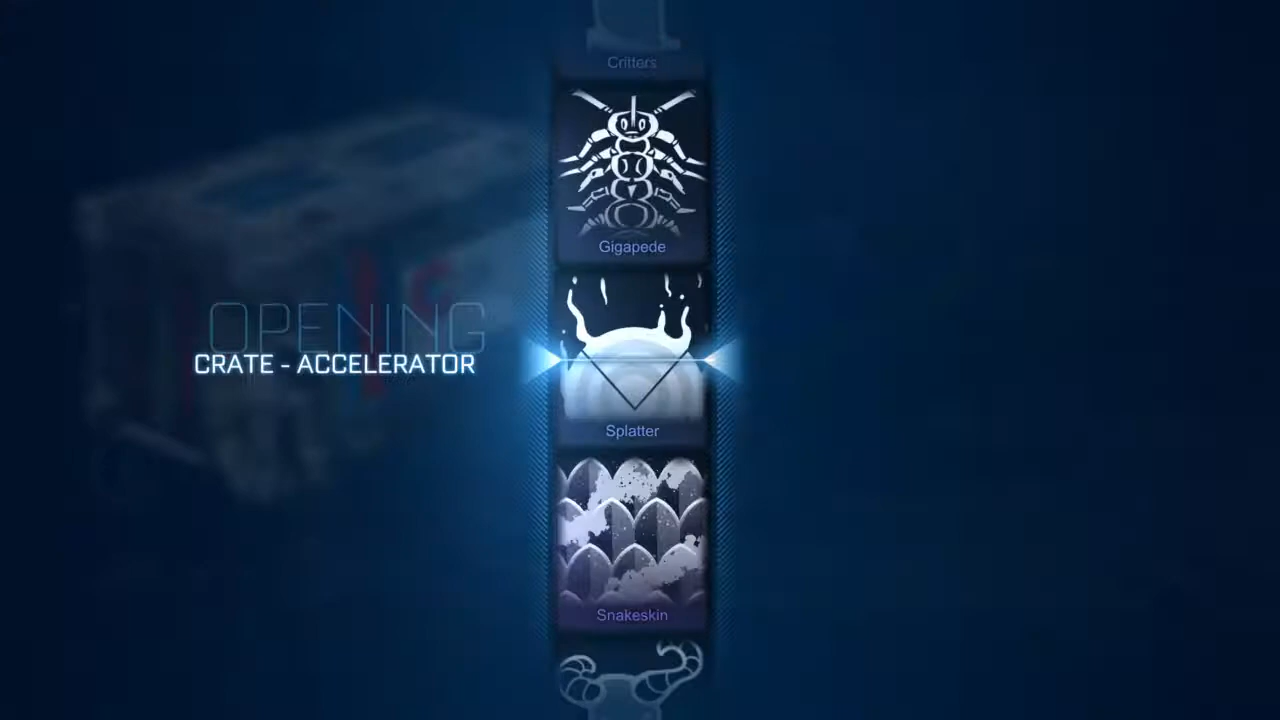 Critters
Gigapede
OPENING
CRATE - ACCELERATOR
Splatter
Snakeskin